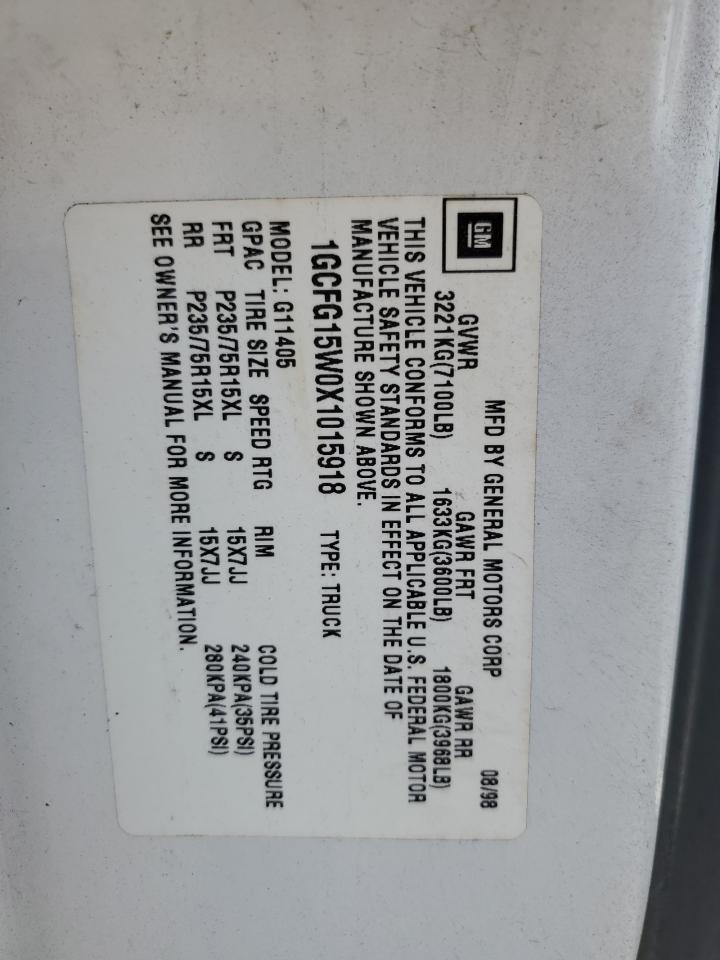 GM
MFD BY GENERAL MOTORS CORP 08/98
GVWR GAWR FRT GAWR RR
3221KG(7100LB) 1633KG(3600LB) 1800KG(3968LB)
THIS VEHICLE CONFORMS TO ALL APPLICABLE U.S. FEDERAL MOTOR
VEHICLE SAFETY STANDARDS IN EFFECT ON THE DATE OF
MANUFACTURE SHOWN ABOVE.
1GCFG15W0X1015918 TYPE: TRUCK
MODEL: G11405
GPAC TIRE SIZE SPEED RTG RIM COLD TIRE PRESSURE
FRT P235/75R15XL S 15X7JJ 240KPA(35PSI)
RR P235/75R15XL S 15X7JJ 280KPA(41PSI)
SEE OWNER'S MANUAL FOR MORE INFORMATION.